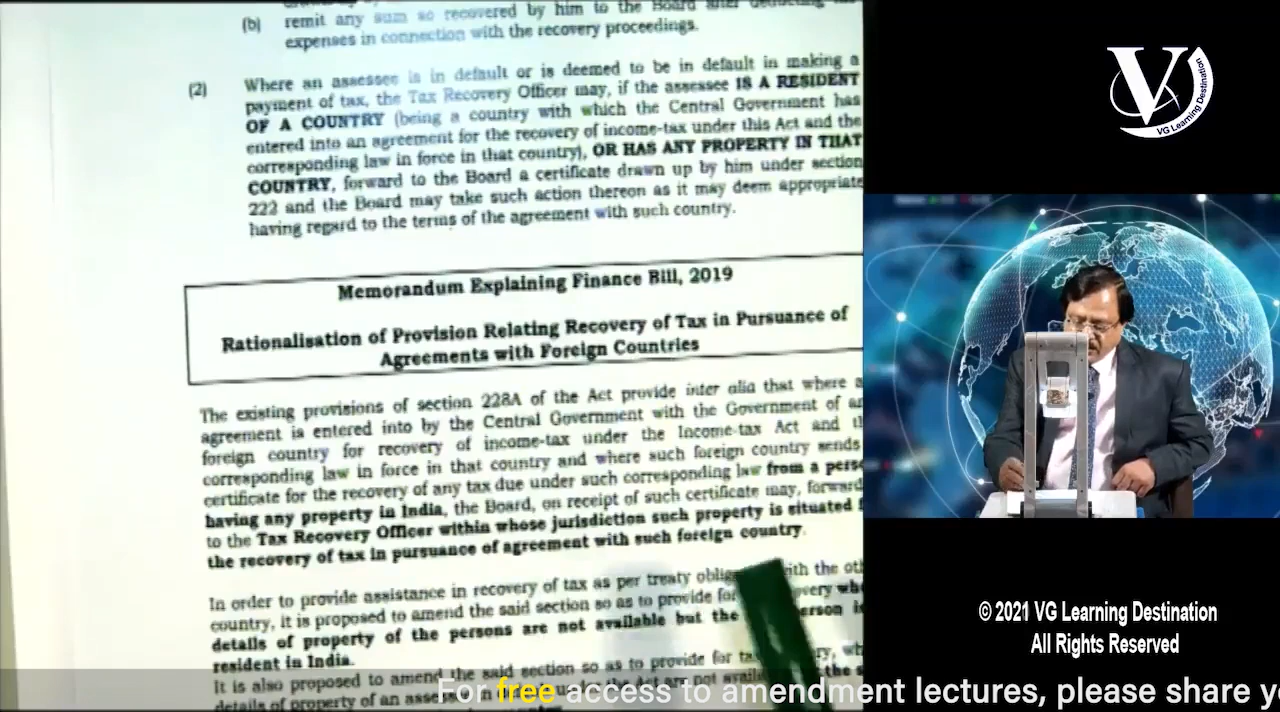 (b) remit any sum so recovered by him to the Board after deducting
expenses in connection with the recovery proceedings.
(2) Where an assessee is in default or is deemed to be in default in making a
payment of tax, the Tax Recovery Officer may, if the assessee IS A RESIDENT
OF A COUNTRY (being a country with which the Central Government has
entered into an agreement for the recovery of income-tax under this Act and the
corresponding law in force in that country), OR HAS ANY PROPERTY IN THAT
COUNTRY, forward to the Board a certificate drawn up by him under section
222 and the Board may take such action thereon as it may deem appropriate
having regard to the terms of the agreement with such country.
Memorandum Explaining Finance Bill, 2019
Rationalisation of Provision Relating Recovery of Tax in Pursuance of
Agreements with Foreign Countries
The existing provisions of section 228A of the Act provide inter alia that where a
agreement is entered into by the Central Government with the Government of
foreign country for recovery of income-tax under the Income-tax Act and
corresponding law in force in that country and where such foreign country sends
certificate for the recovery of any tax due under such corresponding law from a
having any property in India, the Board, on receipt of such certificate may, forward
to the Tax Recovery Officer within whose jurisdiction such property is situated
the recovery of tax in pursuance of agreement with such foreign country.
In order to provide assistance in recovery of tax as per treaty with the
country, it is proposed to amend the said section so as to provide for
details of property of the persons are not available but the
resident in India.
It is also proposed to amend the said section so as to provide for
details of property of an
For free access to amendment lectures, please share
V
VG Learning Destination
© 2021 VG Learning Destination
All Rights Reserved